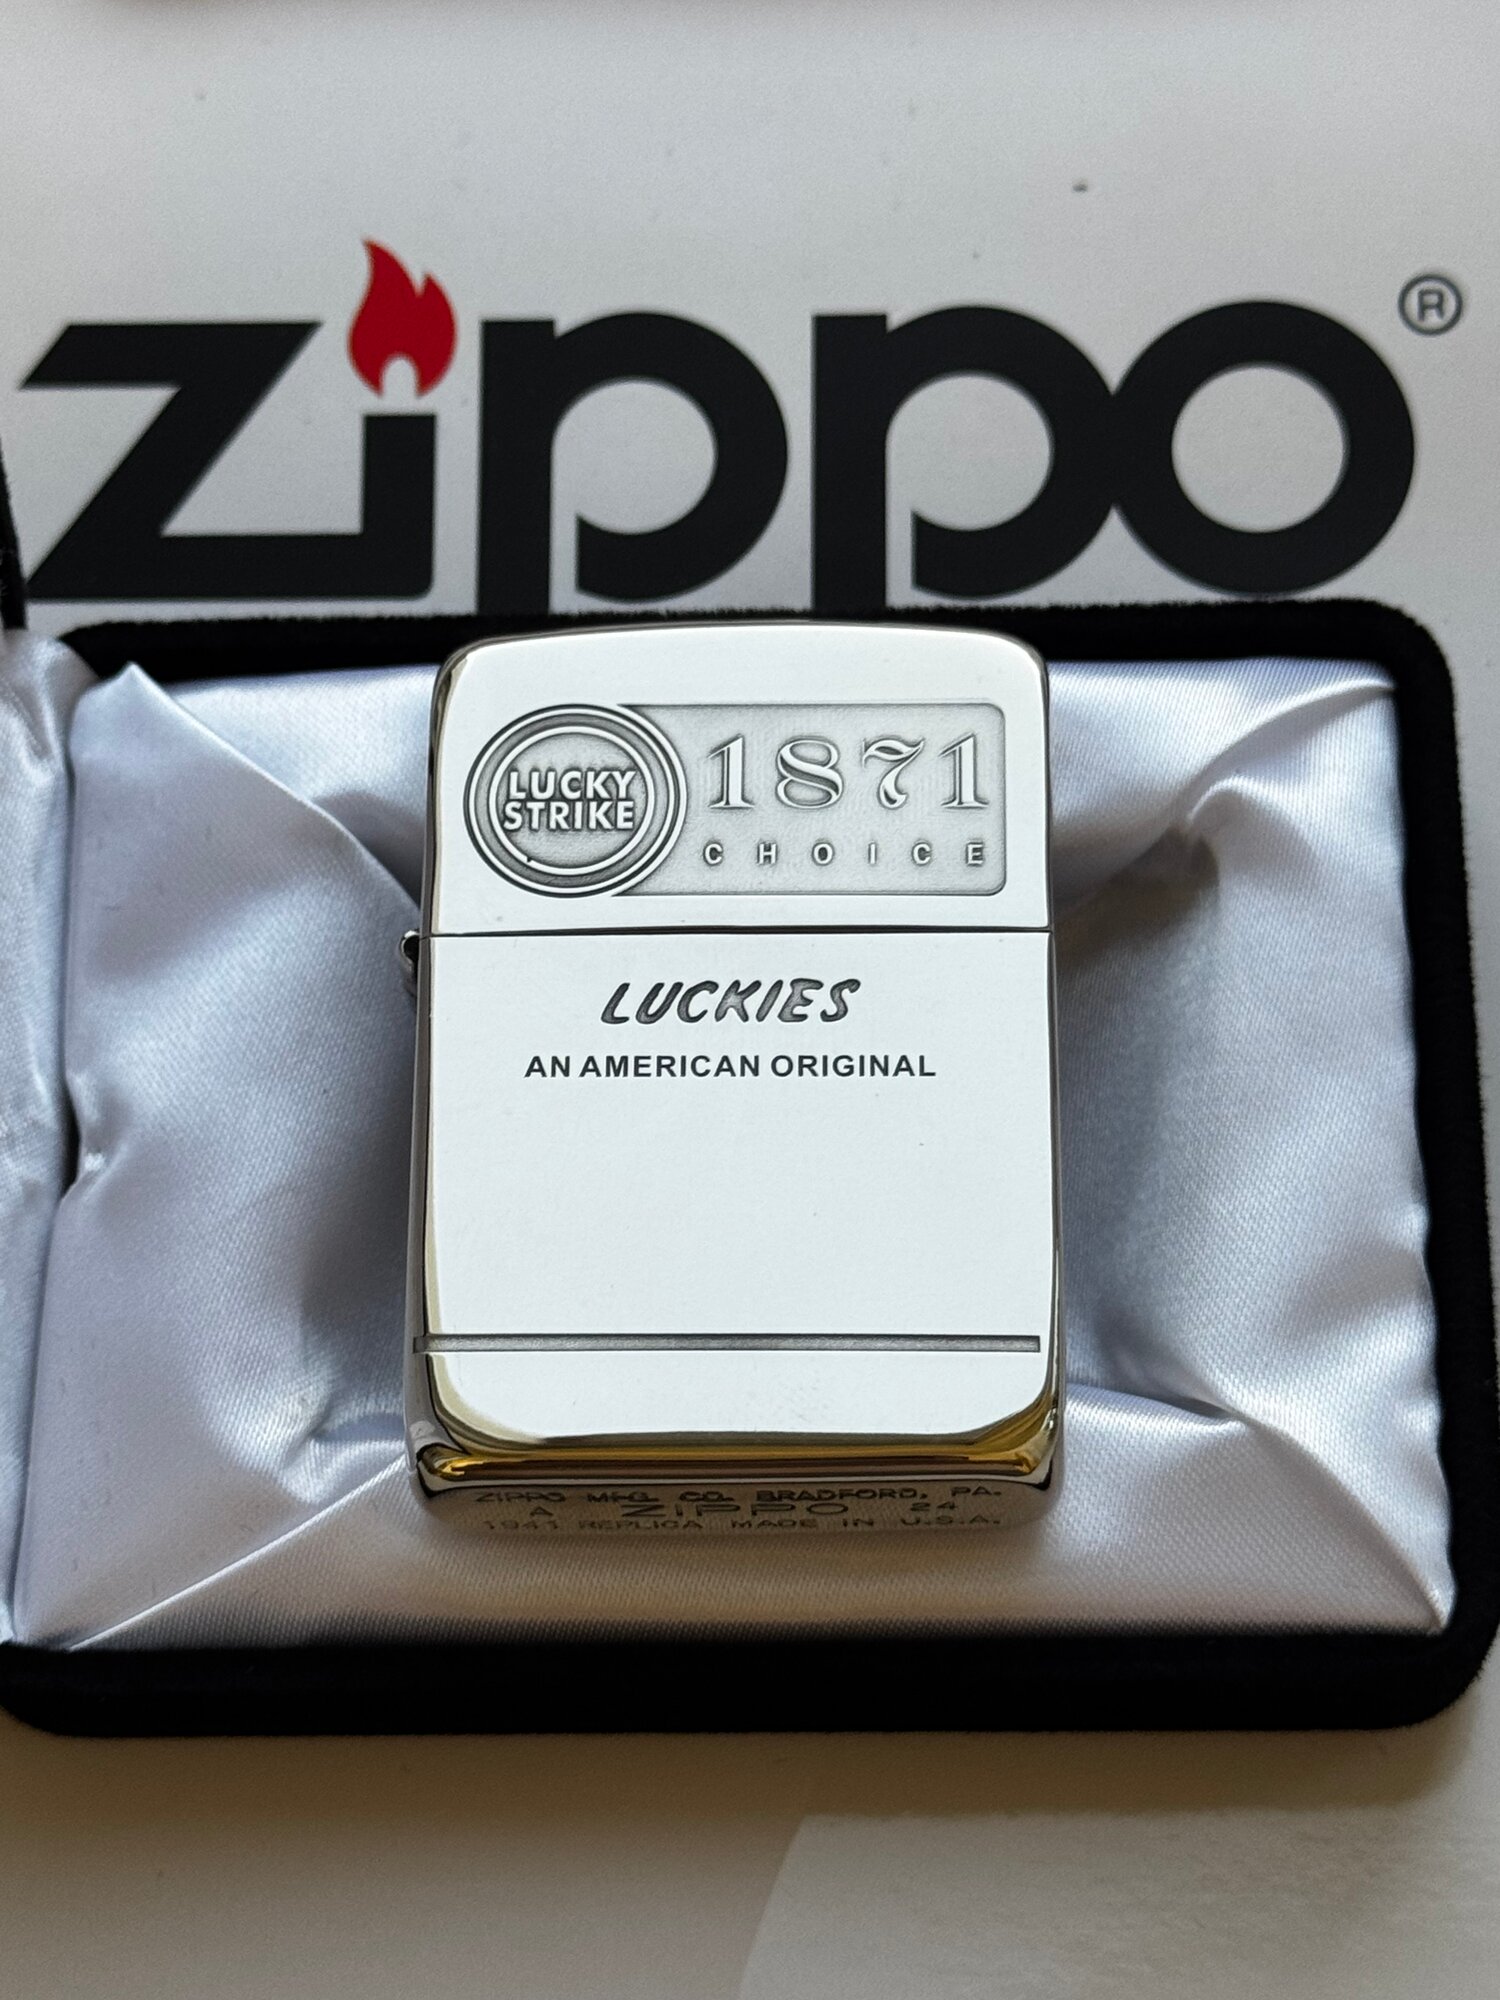 zippo®
LUCKY
STRIKE
1871
CHOICE
LUCKIES
AN AMERICAN ORIGINAL
ZIPPO MFG. CO. BRADFORD, PA.
A ZIPPO 24
1941 REPLICA MADE IN U.S.A.